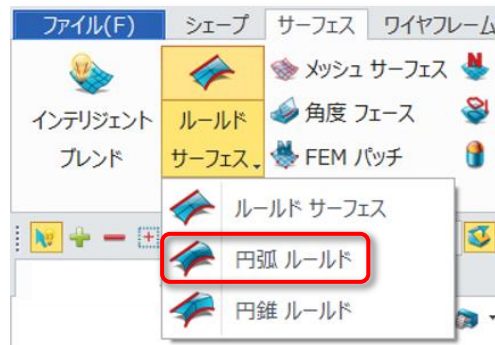 ファイル(F) シェープ サーフェス ワイヤフレーム
インテリジェント
ブレンド
ルールド
サーフェス
メッシュ サーフェス
角度 フェース
FEM パッチ
N
ルールド サーフェス
円弧 ルールド
円錐 ルールド